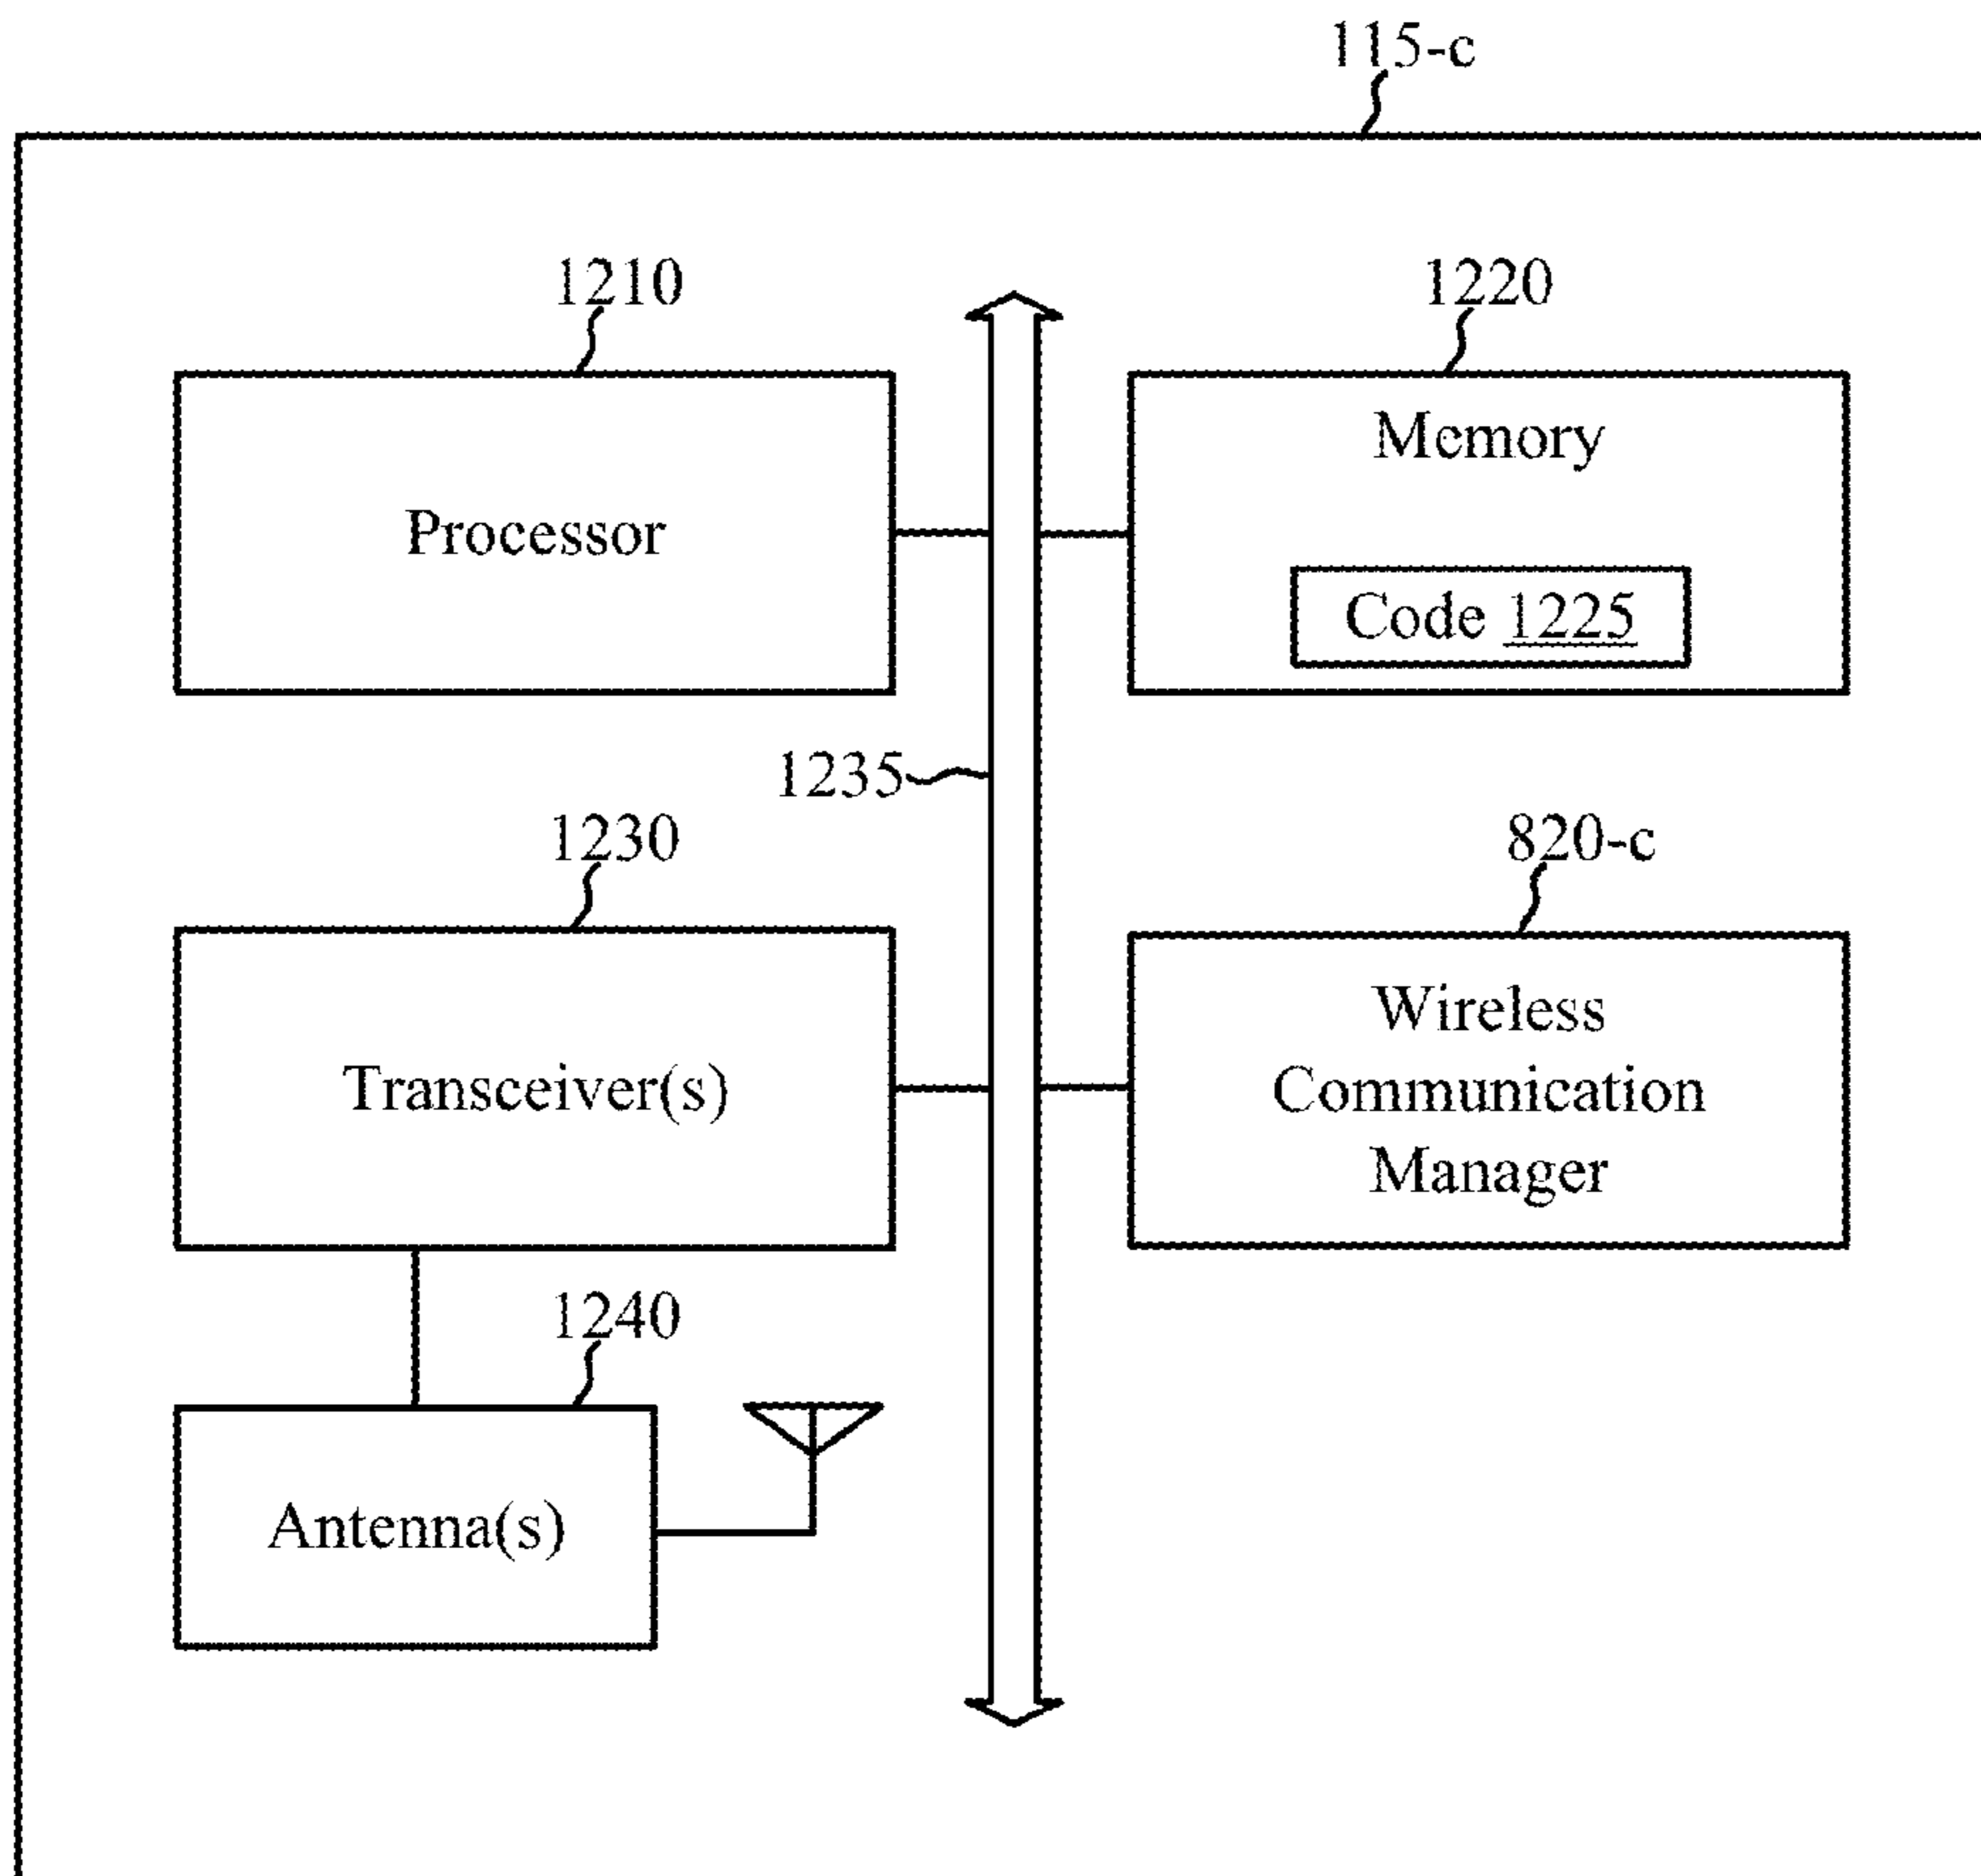 115-c
1210
1220
Processor
Memory
Code 1225
1235
1230
820-c
Transceiver(s)
Wireless
Communication
Manager
1240
Antenna(s)